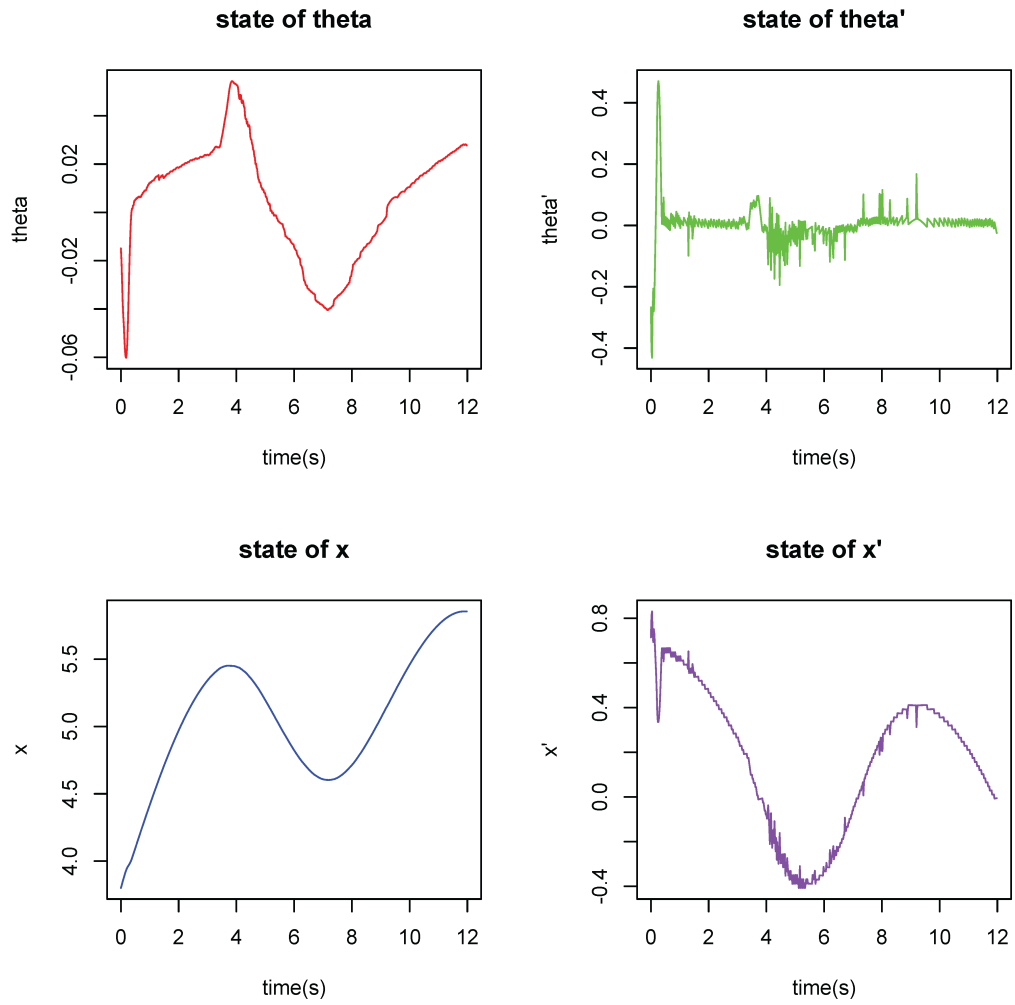 state of theta
theta
0.02
-0.02
-0.06
0 2 4 6 8 10 12
time(s)
state of theta'
theta'
0.4
0.2
0.0
-0.2
-0.4
0 2 4 6 8 10 12
time(s)
state of x
x
5.5
5.0
4.5
4.0
0 2 4 6 8 10 12
time(s)
state of x'
x'
0.8
0.4
0.0
-0.4
0 2 4 6 8 10 12
time(s)